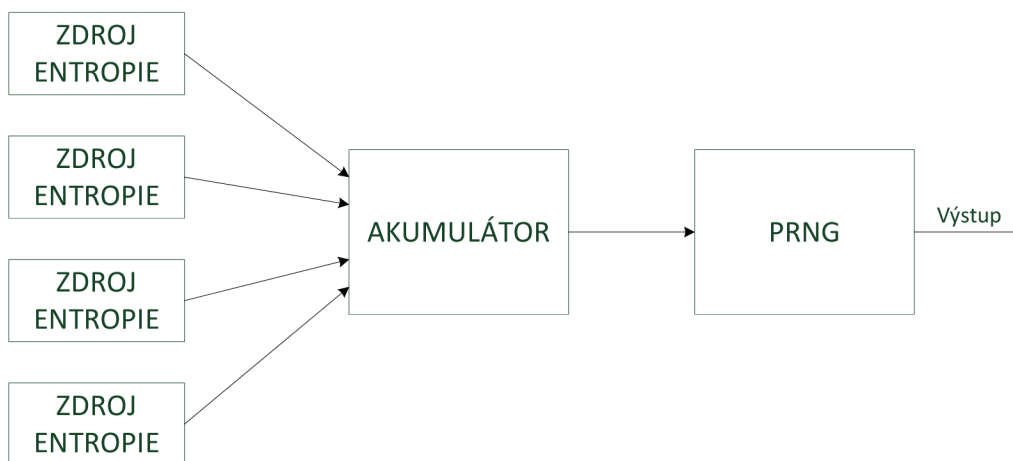 ZDROJ
ENTROPIE
ZDROJ
ENTROPIE
ZDROJ
ENTROPIE
ZDROJ
ENTROPIE
AKUMULÁTOR
PRNG
Výstup